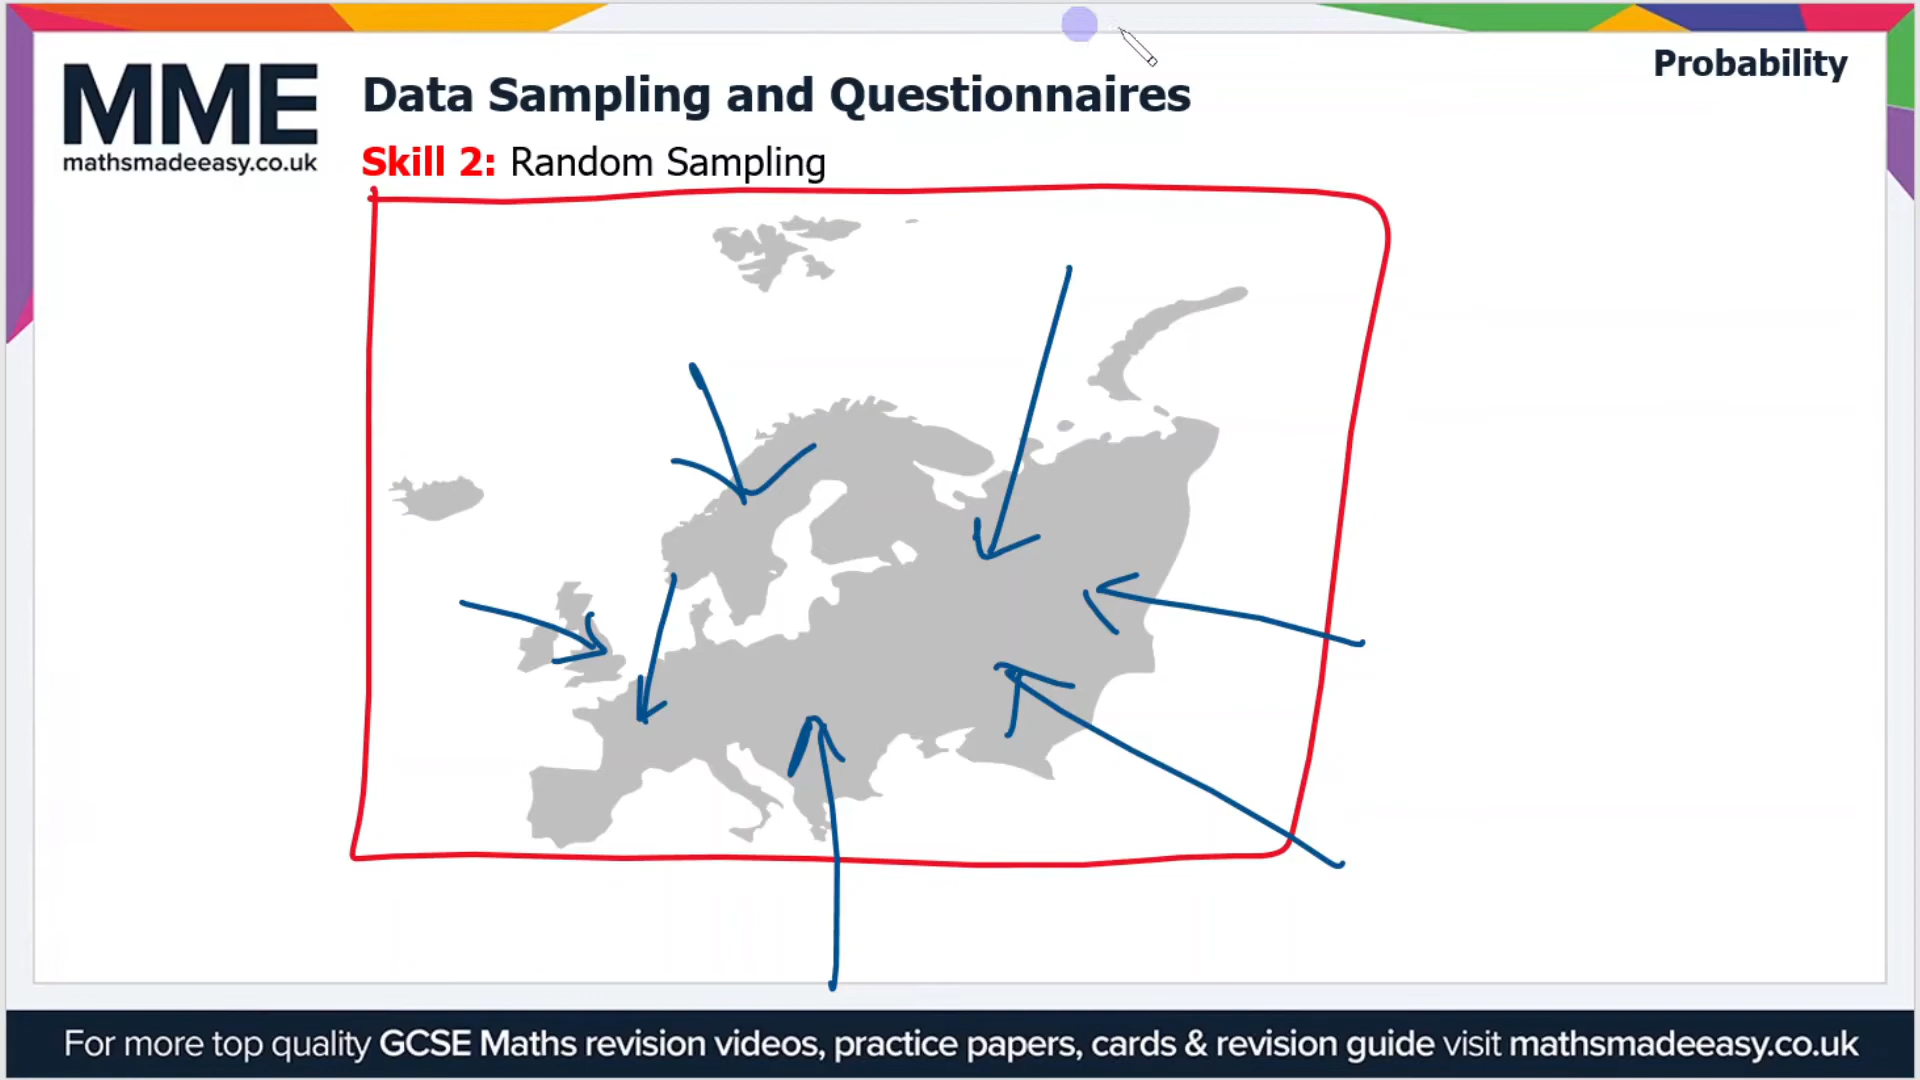 Probability
MME
mathsmadeeasy.co.uk
Data Sampling and Questionnaires
Skill 2: Random Sampling
For more top quality GCSE Maths revision videos, practice papers, cards & revision guide visit mathsmadeeasy.co.uk